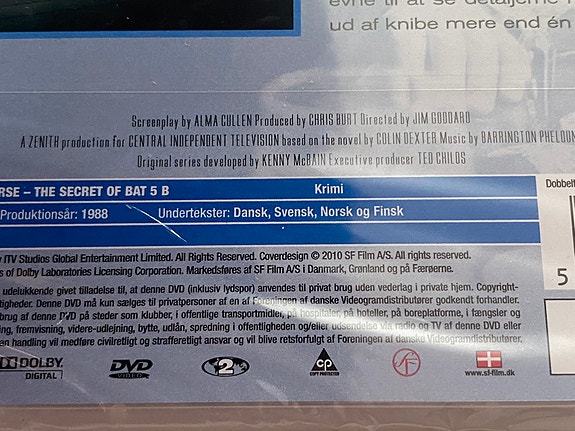 evne til at se detaljerne
ud af knibe mere end én
Screenplay by ALMA CULLEN Produced by CHRIS BURT Directed by JIM GODDARD
A ZENITH production for CENTRAL INDEPENDENT TELEVISION based on the novel by COLIN DEXTER Music by BARRINGTON PHELOUN
Original series developed by KENNY McBAIN Executive producer TED CHILDS
RSE – THE SECRET OF BAY 5 B Krimi
Produktionsår: 1988 Undertekster: Dansk, Svensk, Norsk og Finsk
Dobbelt
ITV Studios Global Entertainment Limited. All Rights Reserved. Coverdesign © 2010 SF Film A/S. All rights reserved.
s of Dolby Laboratories Licensing Corporation. Markedsføres af SF Film A/S i Danmark, Grønland og på Færøerne.
udelukkende givet tilladelse til, at denne DVD (inklusiv lydspor) anvendes til privat brug uden vederlag i private hjem. Copyright-
tigheder. Denne DVD må kun sælges til privatpersoner af en af Foreningen af danske Videogramdistributører godkendt forhandler.
brug af denne DVD på steder som klubber, i offentlige transportmidler, på hospitaler, på hoteller, på boreplatforme, i fængsler og
ing, fremvisning, videre-udlejning, bytte, udlån, spredning i offentligheden og/eller udsendelse via radio og TV af denne DVD eller
en handling vil medføre civilretligt og strafferetligt ansvar og vil blive retsforfulgt af Foreningen af danske Videogramdistributører.
5
DOLBY DIGITAL
DVD VIDEO
2
cp COPY PROTECTED
SF
www.sf-film.dk